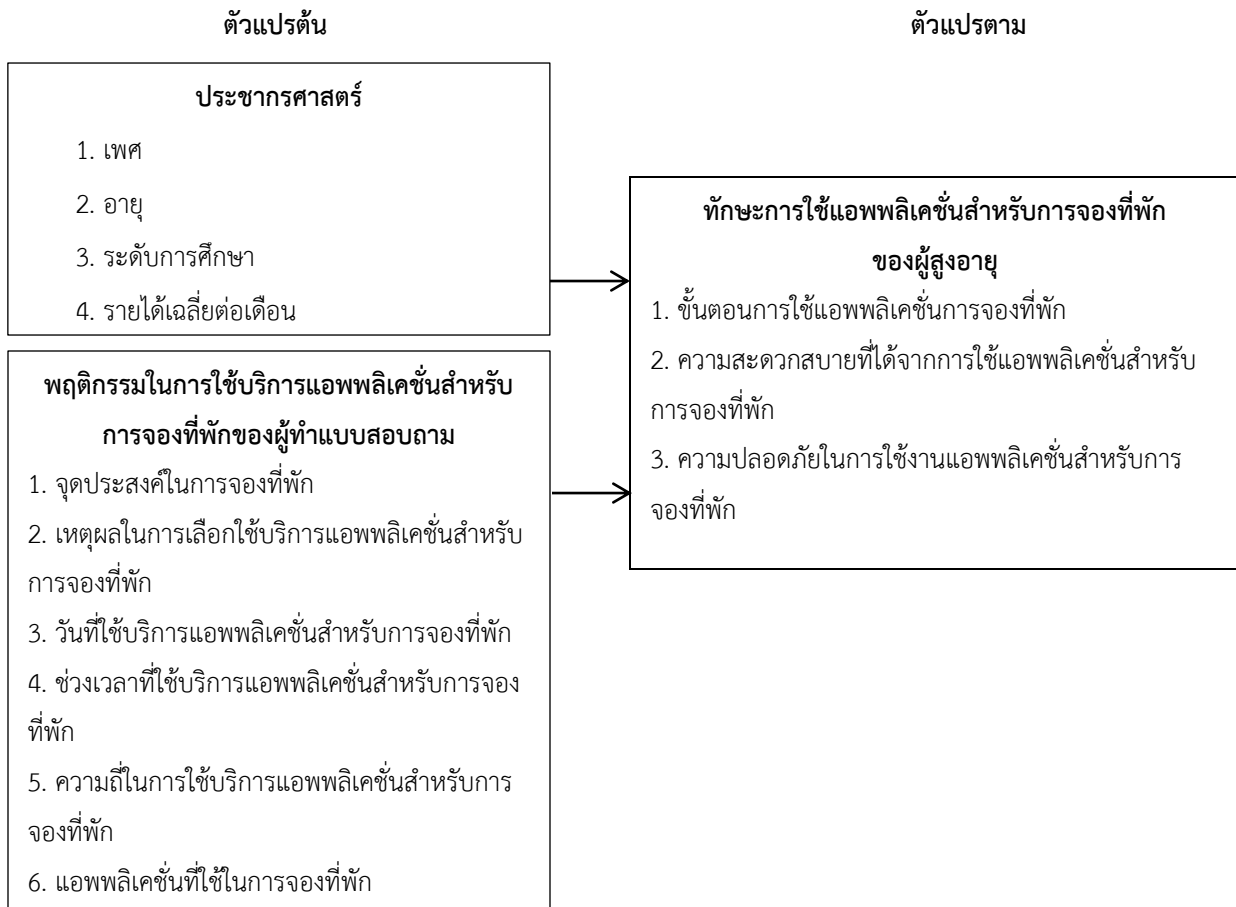 ตัวแปรต้น
ตัวแปรตาม
ประชากรศาสตร์
1. เพศ
2. อายุ
3. ระดับการศึกษา
4. รายได้เฉลี่ยต่อเดือน
พฤติกรรมในการใช้บริการแอพพลิเคชั่นสำหรับ
การจองที่พักของผู้ทำแบบสอบถาม
1. จุดประสงค์ในการจองที่พัก
2. เหตุผลในการเลือกใช้บริการแอพพลิเคชั่นสำหรับ
การจองที่พัก
3. วันที่ใช้บริการแอพพลิเคชั่นสำหรับการจองที่พัก
4. ช่วงเวลาที่ใช้บริการแอพพลิเคชั่นสำหรับการจอง
ที่พัก
5. ความถี่ในการใช้บริการแอพพลิเคชั่นสำหรับการ
จองที่พัก
6. แอพพลิเคชั่นที่ใช้ในการจองที่พัก
ทักษะการใช้แอพพลิเคชั่นสำหรับการจองที่พัก
ของผู้สูงอายุ
1. ขั้นตอนการใช้แอพพลิเคชั่นการจองที่พัก
2. ความสะดวกสบายที่ได้จากการใช้แอพพลิเคชั่นสำหรับ
การจองที่พัก
3. ความปลอดภัยในการใช้งานแอพพลิเคชั่นสำหรับการ
จองที่พัก